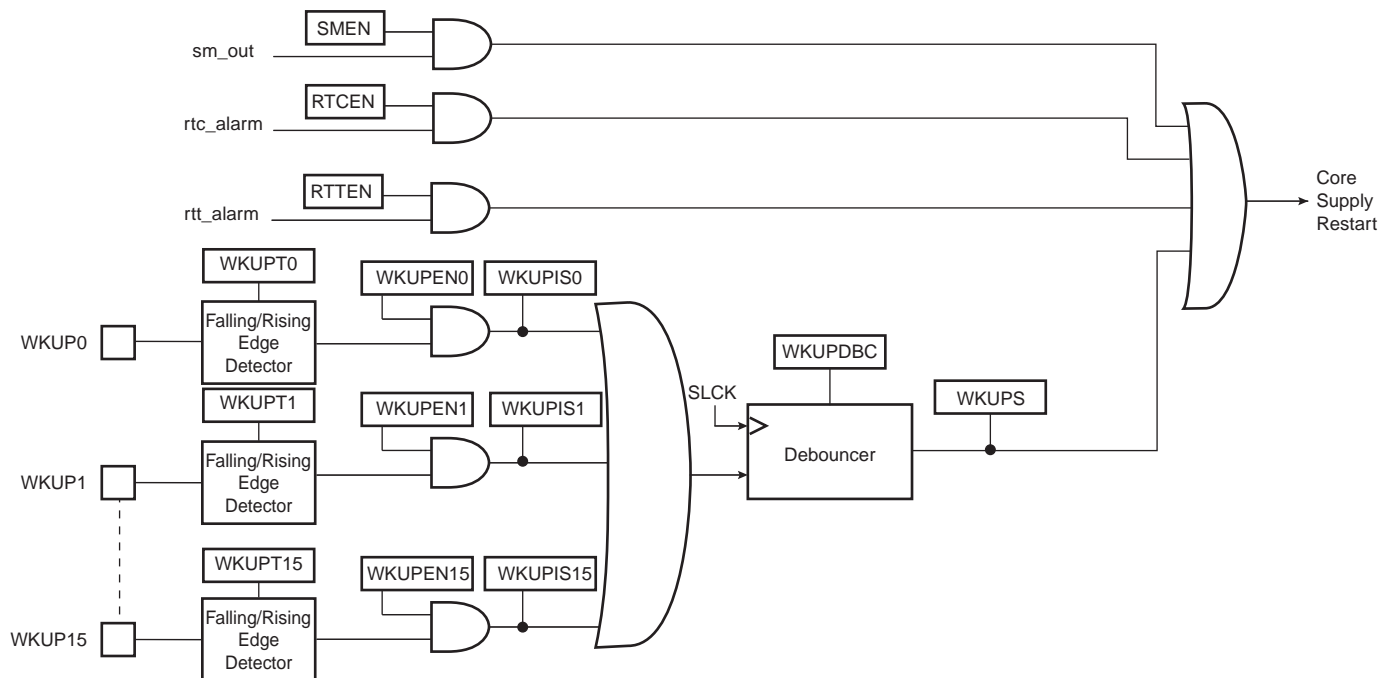 SMEN
sm_out
RTCEN
rtc_alarm
RTTEN
rtt_alarm
Core
Supply
Restart
WKUPT0
WKUPEN0
WKUPIS0
WKUP0
Falling/Rising
Edge
Detector
WKUPT1
WKUPEN1
WKUPIS1
WKUP1
Falling/Rising
Edge
Detector
SLCK
WKUPDBC
Debouncer
WKUPS
WKUPT15
WKUPEN15
WKUPIS15
WKUP15
Falling/Rising
Edge
Detector